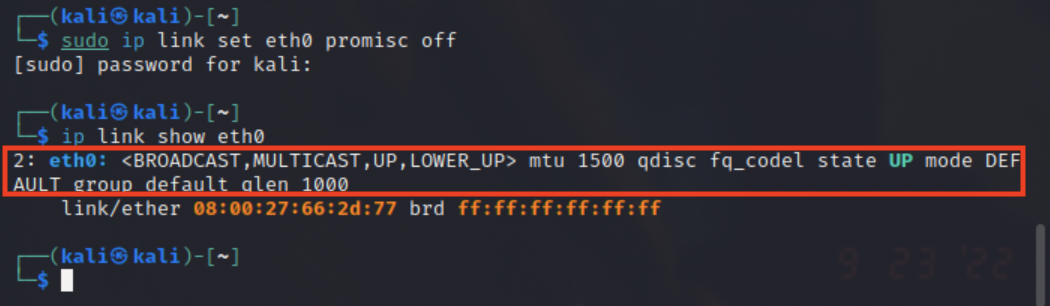 ┌──(kali㉿kali)-[~]
└─$ sudo ip link set eth0 promisc off
[sudo] password for kali:
┌──(kali㉿kali)-[~]
└─$ ip link show eth0
2: eth0: <BROADCAST,MULTICAST,UP,LOWER_UP> mtu 1500 qdisc fq_codel state UP mode DEF
AULT group default qlen 1000
link/ether 08:00:27:66:2d:77 brd ff:ff:ff:ff:ff:ff
┌──(kali㉿kali)-[~]
└─$
9 23 '22